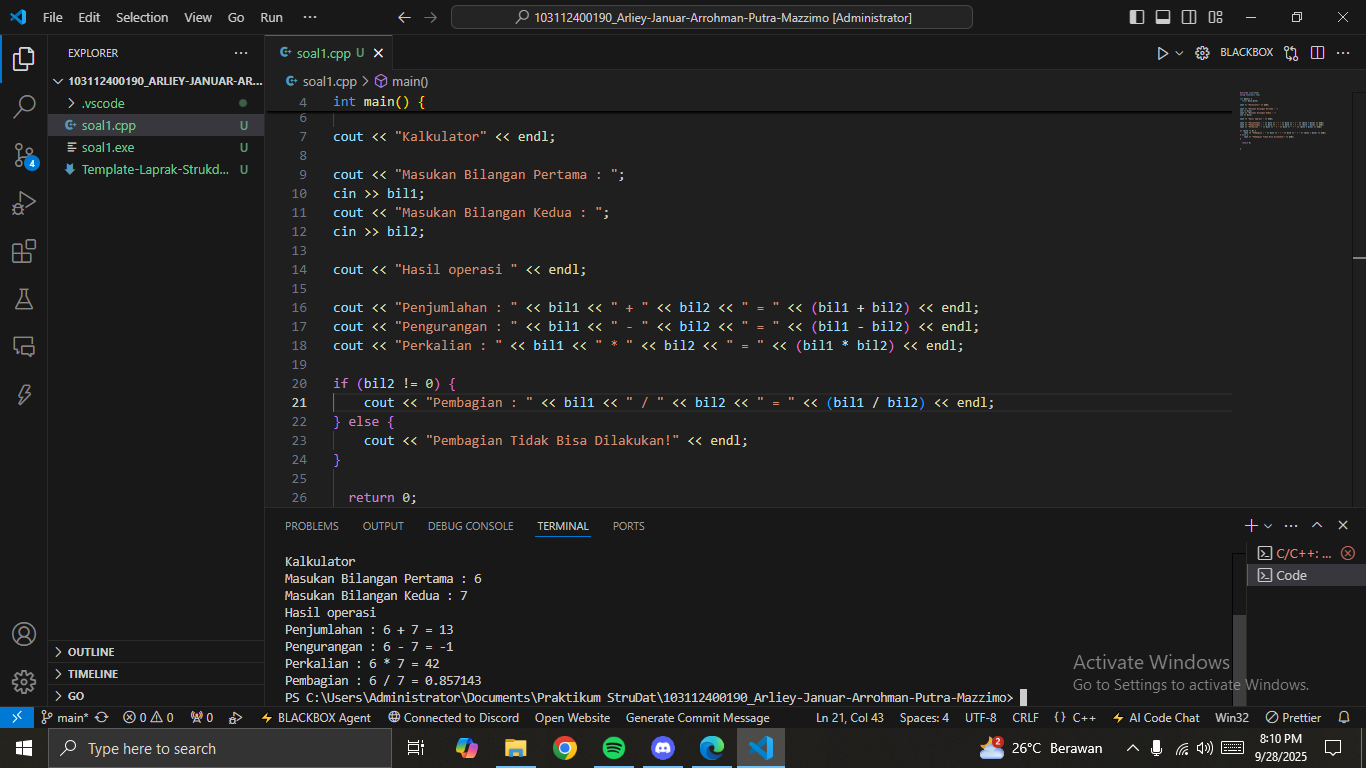 File Edit Selection View Go Run ··· 103112400190_Arliey-Januar-Arrohman-Putra-Mazzimo [Administrator]
EXPLORER
103112400190_ARLIEY-JANUAR-AR...
.vscode
soal1.cpp U
soal1.exe U
Template-Laprak-Strukd... U
OUTLINE
TIMELINE
GO
soal1.cpp U
BLACKBOX
soal1.cpp > main()
4 int main() {
6
7 cout << "Kalkulator" << endl;
8
9 cout << "Masukan Bilangan Pertama : ";
10 cin >> bil1;
11 cout << "Masukan Bilangan Kedua : ";
12 cin >> bil2;
13
14 cout << "Hasil operasi " << endl;
15
16 cout << "Penjumlahan : " << bil1 << " + " << bil2 << " = " << (bil1 + bil2) << endl;
17 cout << "Pengurangan : " << bil1 << " - " << bil2 << " = " << (bil1 - bil2) << endl;
18 cout << "Perkalian : " << bil1 << " * " << bil2 << " = " << (bil1 * bil2) << endl;
19
20 if (bil2 != 0) {
21 cout << "Pembagian : " << bil1 << " / " << bil2 << " = " << (bil1 / bil2) << endl;
22 } else {
23 cout << "Pembagian Tidak Bisa Dilakukan!" << endl;
24 }
25
26 return 0;
PROBLEMS OUTPUT DEBUG CONSOLE TERMINAL PORTS
Kalkulator
Masukan Bilangan Pertama : 6
Masukan Bilangan Kedua : 7
Hasil operasi
Penjumlahan : 6 + 7 = 13
Pengurangan : 6 - 7 = -1
Perkalian : 6 * 7 = 42
Pembagian : 6 / 7 = 0.857143
PS C:\Users\Administrator\Documents\Praktikum StruDat\103112400190_Arliey-Januar-Arrohman-Putra-Mazzimo>
C/C++: ...
Code
Activate Windows
Go to Settings to activate Windows.
4
main* 0 0 0 BLACKBOX Agent Connected to Discord Open Website Generate Commit Message Ln 21, Col 43 Spaces: 4 UTF-8 CRLF {} C++ AI Code Chat Win32 Prettier
Type here to search
2
26°C Berawan
8:10 PM
9/28/2025